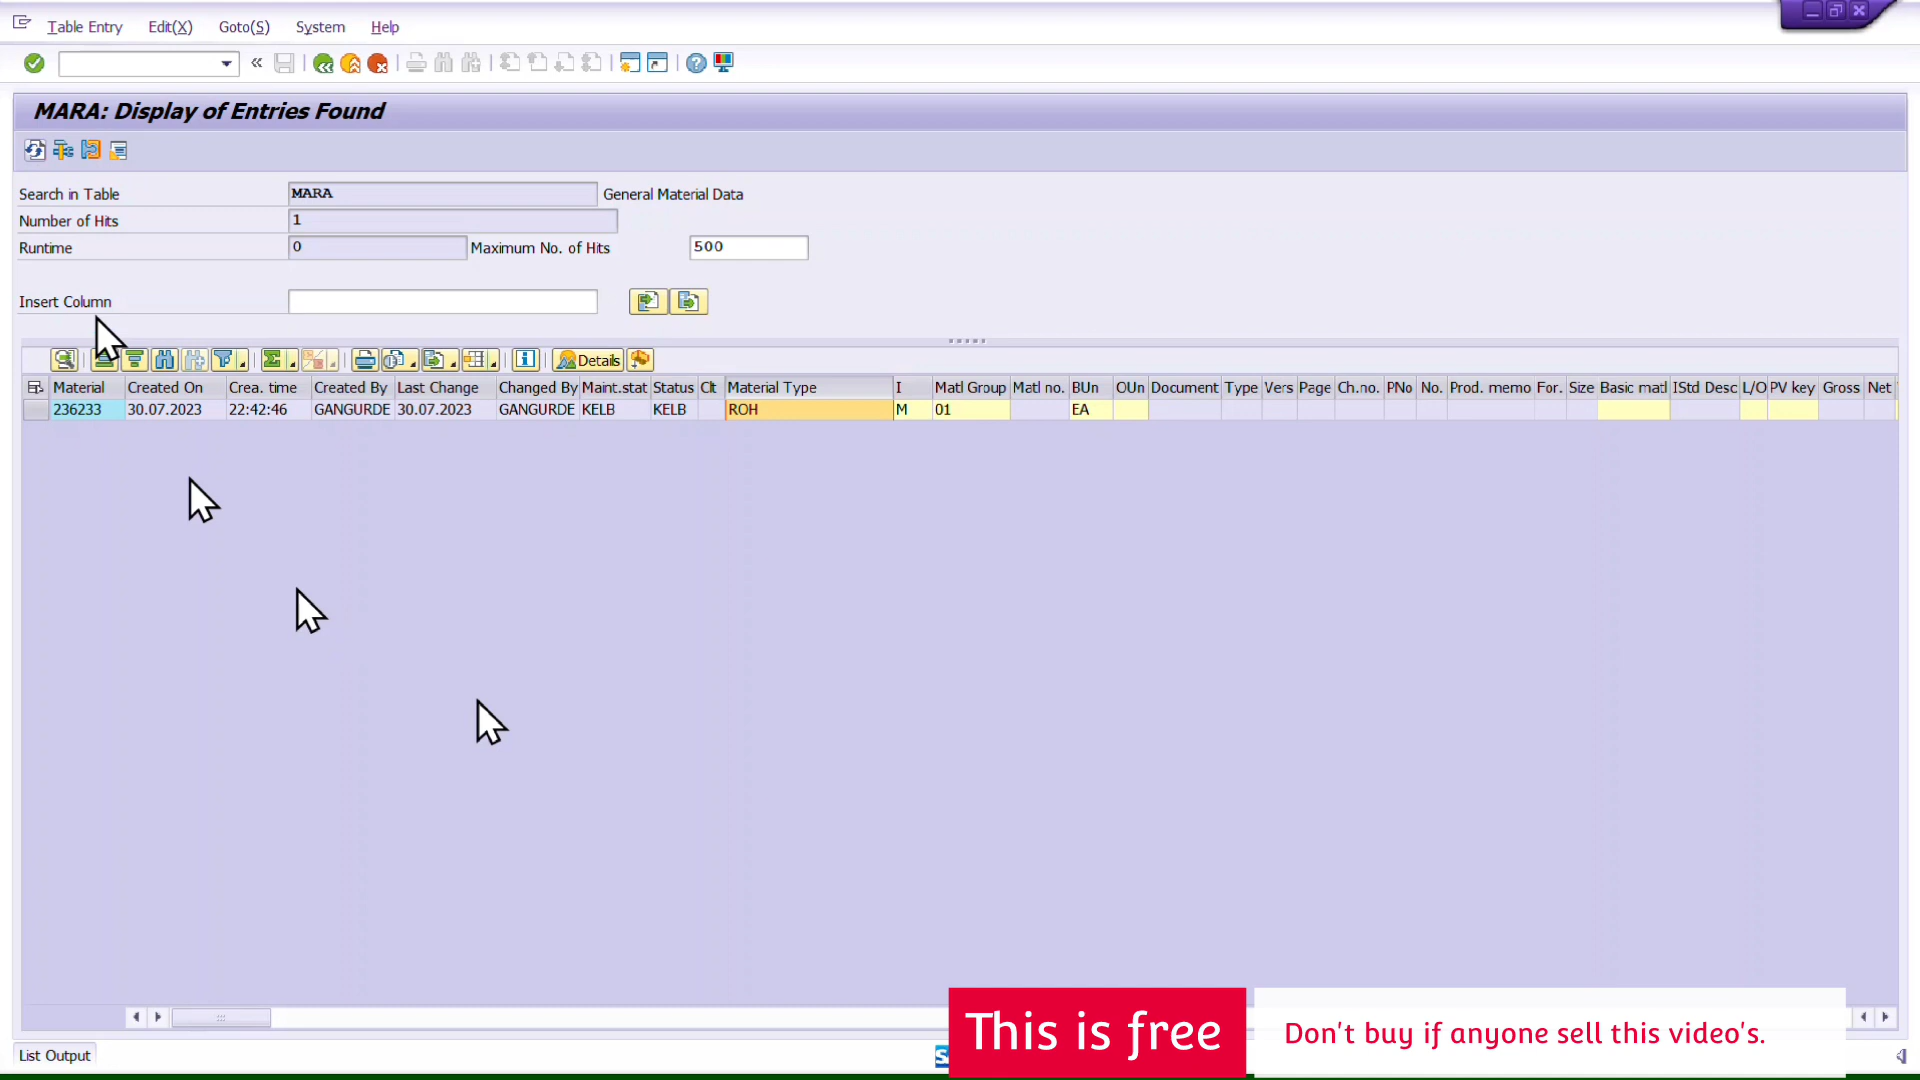 Table Entry Edit(X) Goto(S) System Help
MARA: Display of Entries Found
Search in Table MARA General Material Data
Number of Hits 1
Runtime 0 Maximum No. of Hits 500
Insert Column
Details
Material Created On Crea. time Created By Last Change Changed By Maint.stat Status Clt Material Type I Matl Group Matl no. BUn OUn Document Type Vers Page Ch.no. PNo No. Prod. memo For. Size Basic matl IStd Desc L/O PV key Gross Net
236233 30.07.2023 22:42:46 GANGURDE 30.07.2023 GANGURDE KELB KELB ROH M 01 EA
This is free Don't buy if anyone sell this video's.
List Output